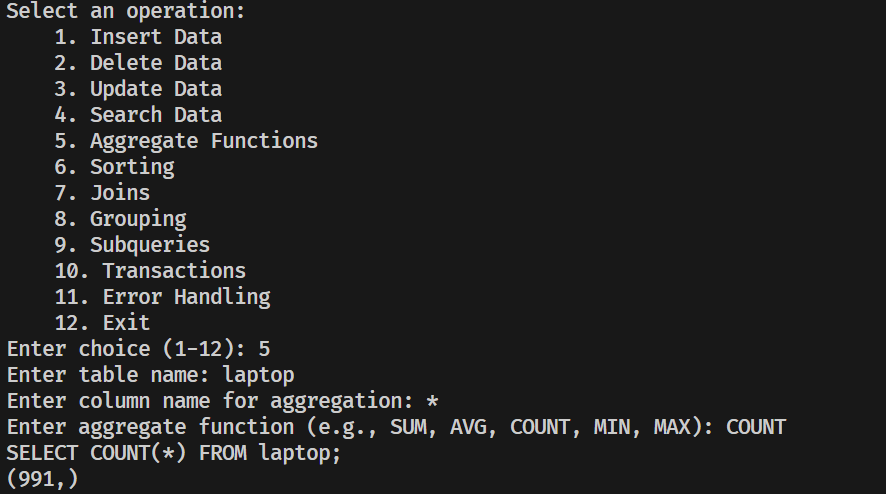 Select an operation:
    1. Insert Data
    2. Delete Data
    3. Update Data
    4. Search Data
    5. Aggregate Functions
    6. Sorting
    7. Joins
    8. Grouping
    9. Subqueries
    10. Transactions
    11. Error Handling
    12. Exit
Enter choice (1-12): 5
Enter table name: laptop
Enter column name for aggregation: *
Enter aggregate function (e.g., SUM, AVG, COUNT, MIN, MAX): COUNT
SELECT COUNT(*) FROM laptop;
(991,)